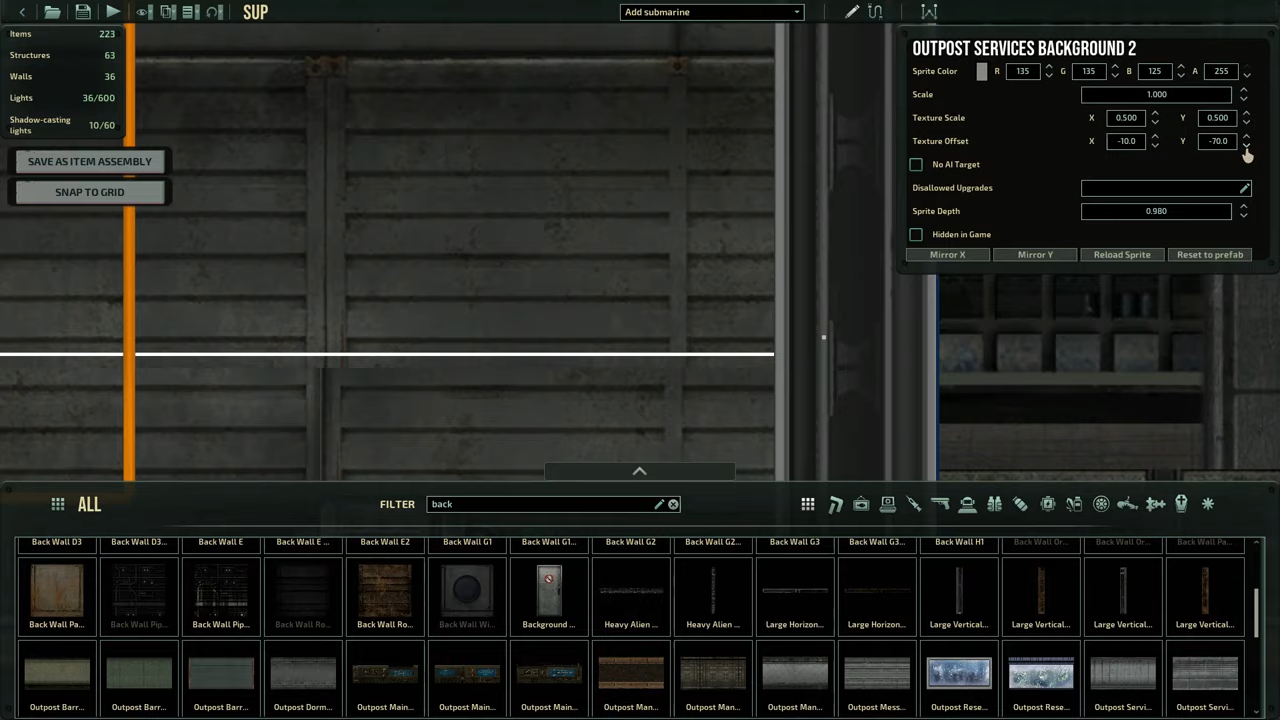 SUP
Add submarine
Items 223
Structures 63
Walls 36
Lights 36/600
Shadow-casting lights 10/60
SAVE AS ITEM ASSEMBLY
SNAP TO GRID
OUTPOST SERVICES BACKGROUND 2
Sprite Color R 135 G 135 B 125 A 255
Scale 1.000
Texture Scale X 0.500 Y 0.500
Texture Offset X -10.0 Y -70.0
No AI Target
Disallowed Upgrades
Sprite Depth 0.980
Hidden in Game
Mirror X Mirror Y Reload Sprite Reset to prefab
ALL FILTER back
Back Wall D3 Back Wall D3... Back Wall E Back Wall E ... Back Wall E2 Back Wall G1 Back Wall G1... Back Wall G2 Back Wall G2... Back Wall G3 Back Wall G3... Back Wall H1 Back Wall Or... Back Wall Or... Back Wall Pa...
Back Wall Pa... Back Wall Pip... Back Wall Pip... Back Wall Ro... Back Wall Ro... Back Wall Wi... Background ... Heavy Alien ... Heavy Alien ... Large Horizon... Large Horizon... Large Vertical... Large Vertical... Large Vertical... Large Vertical...
Outpost Barr... Outpost Barr... Outpost Barr... Outpost Dorm... Outpost Main... Outpost Main... Outpost Main... Outpost Man... Outpost Man... Outpost Man... Outpost Mess... Outpost Rese... Outpost Rese... Outpost Servi... Outpost Servi...